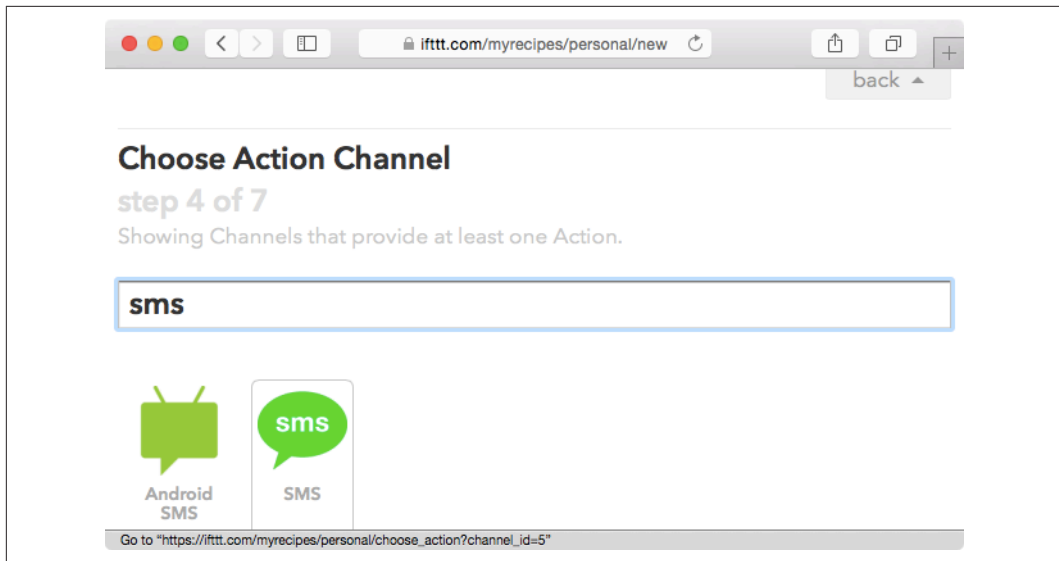 ifttt.com/myrecipes/personal/new
back
Choose Action Channel
step 4 of 7
Showing Channels that provide at least one Action.
sms
sms
Android
SMS
SMS
Go to “https://ifttt.com/myrecipes/personal/choose_action?channel_id=5”